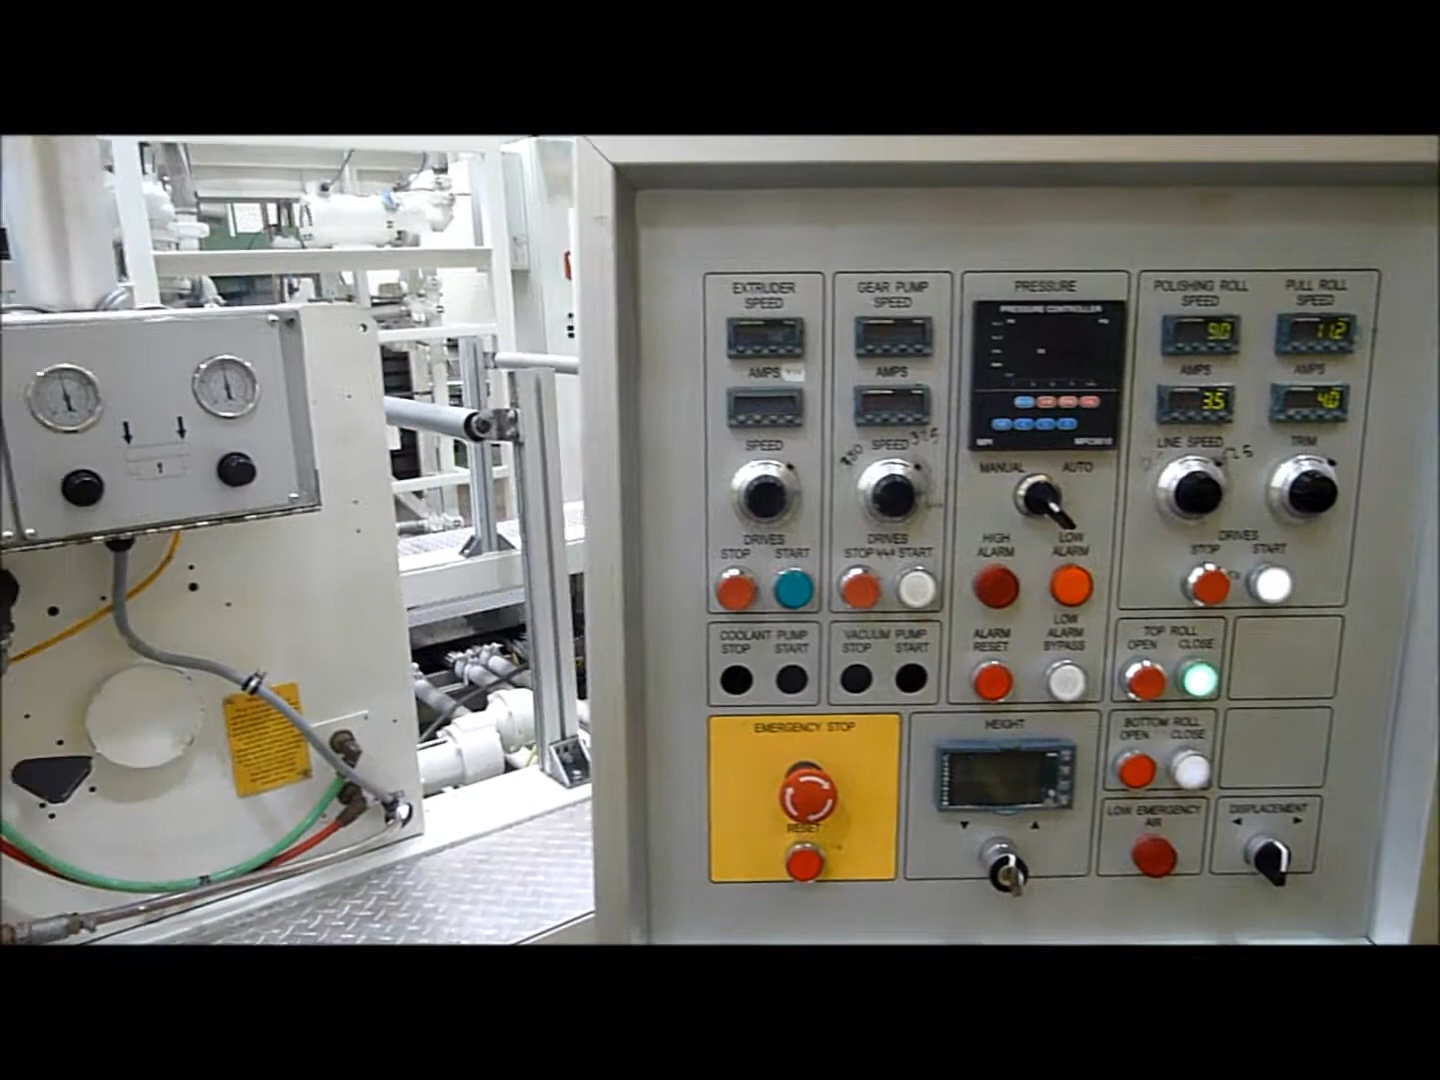 EXTRUDER SPEED
AMPS
SPEED
DRIVES
STOP START
GEAR PUMP SPEED
AMPS
SPEED
DRIVES
STOP START
PRESSURE
PRESSURE CONTROLLER
MANUAL AUTO
HIGH ALARM
LOW ALARM
ALARM RESET
LOW ALARM BYPASS
POLISHING ROLL SPEED
9.0
AMPS
3.5
LINE SPEED
PULL ROLL SPEED
11.2
AMPS
4.0
TRIM
DRIVES
STOP START
COOLANT PUMP
STOP START
VACUUM PUMP
STOP START
TOP ROLL
OPEN CLOSE
EMERGENCY STOP
RESET
HEIGHT
BOTTOM ROLL
OPEN CLOSE
LOW EMERGENCY AIR
DISPLACEMENT
1